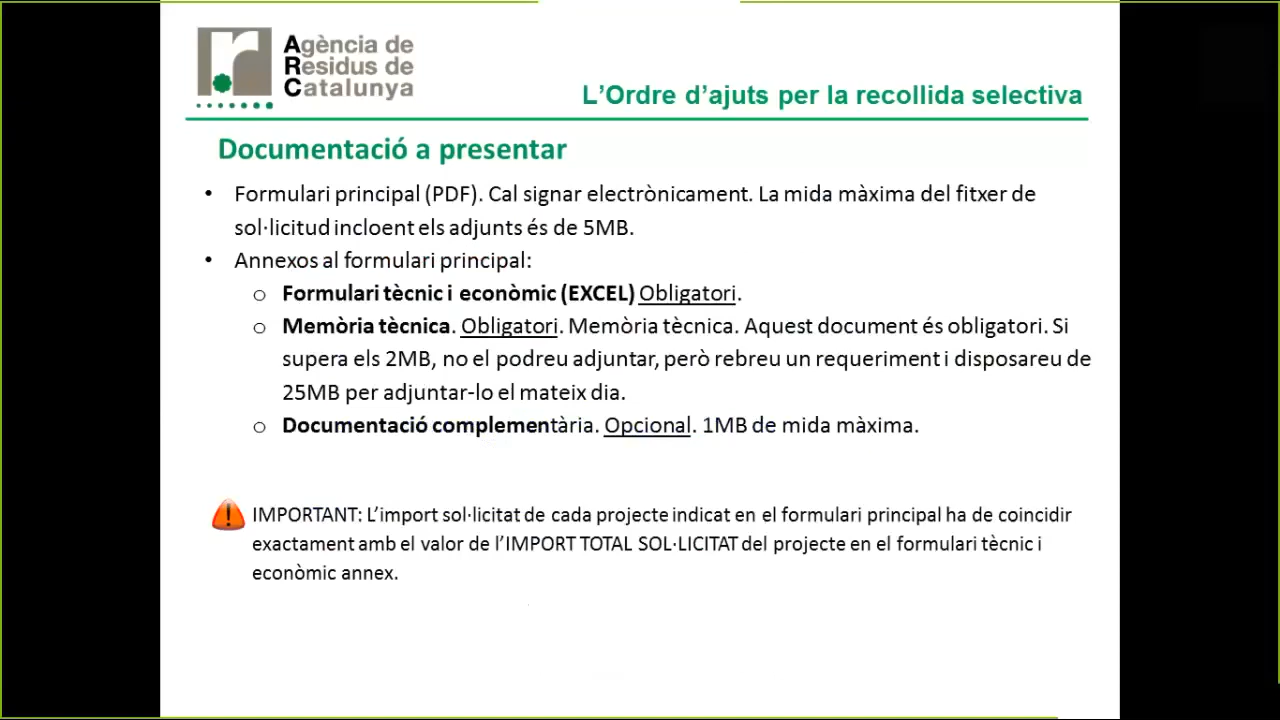 Agència de
Residus de
Catalunya
L’Ordre d’ajuts per la recollida selectiva
Documentació a presentar
• Formulari principal (PDF). Cal signar electrònicament. La mida màxima del fitxer de
sol·licitud incloent els adjunts és de 5MB.
• Annexos al formulari principal:
o Formulari tècnic i econòmic (EXCEL) Obligatori.
o Memòria tècnica. Obligatori. Memòria tècnica. Aquest document és obligatori. Si
supera els 2MB, no el podreu adjuntar, però rebreu un requeriment i disposareu de
25MB per adjuntar-lo el mateix dia.
o Documentació complementària. Opcional. 1MB de mida màxima.
IMPORTANT: L’import sol·licitat de cada projecte indicat en el formulari principal ha de coincidir
exactament amb el valor de l’IMPORT TOTAL SOL·LICITAT del projecte en el formulari tècnic i
econòmic annex.